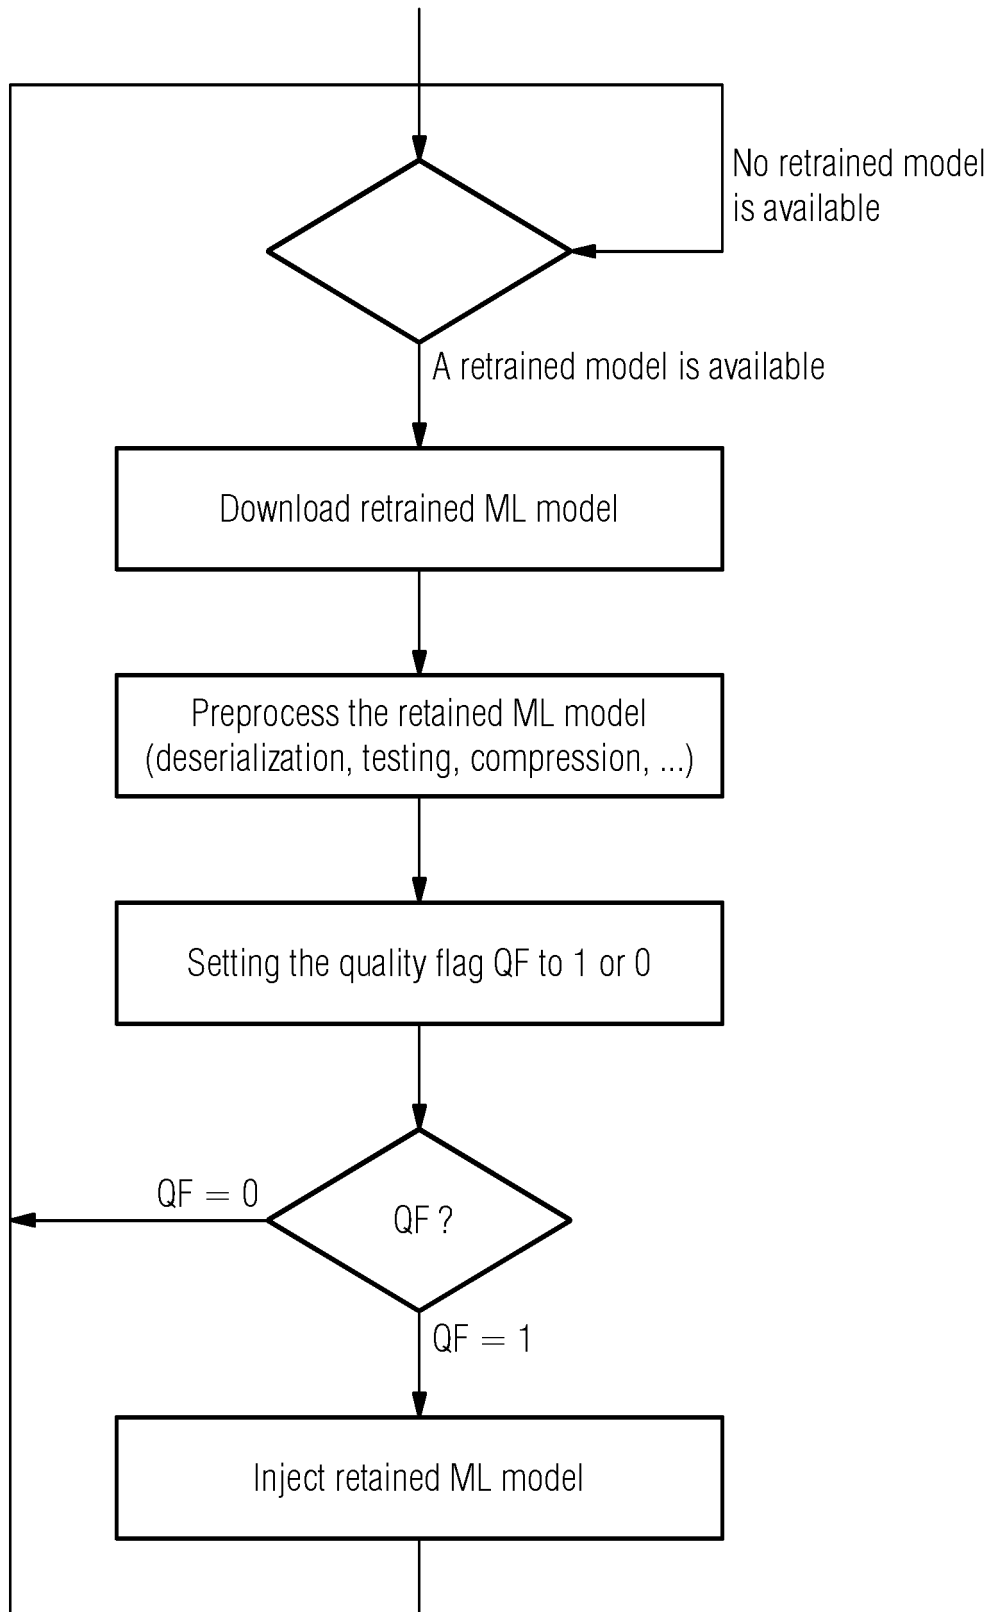 No retrained model
is available
A retrained model is available
Download retrained ML model
Preprocess the retained ML model
(deserialization, testing, compression, ...)
Setting the quality flag QF to 1 or 0
QF = 0
QF ?
QF = 1
Inject retained ML model